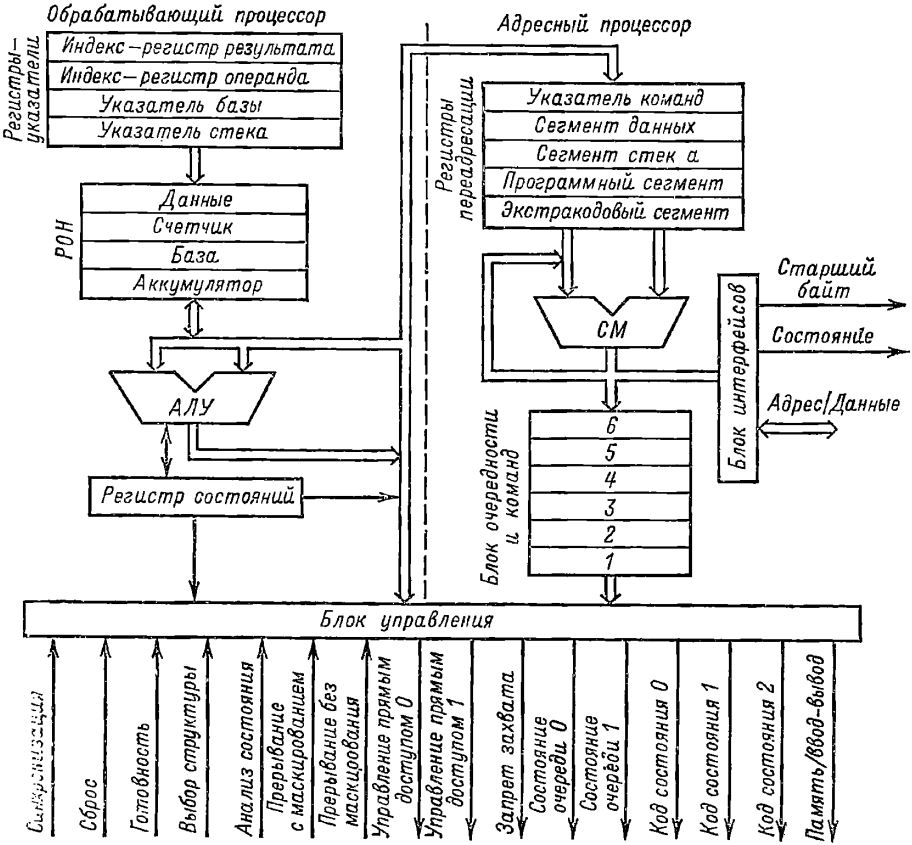 Обрабатывающий процессор
Адресный процессор
Регистры-
указатели
Индекс-регистр результата
Индекс-регистр операнда
Указатель базы
Указатель стека
РОН
Данные
Счетчик
База
Аккумулятор
АЛУ
Регистр состояний
Регистры
переадресации
Указатель команд
Сегмент данных
Сегмент стек а
Программный сегмент
Экстракодовый сегмент
СМ
Блок очередности
и команд
6
5
4
3
2
1
Блок интерфейсов
Старший
байт
Состояние
Адрес/Данные
Блок управления
Синхронизация
Сброс
Готовность
Выбор структуры
Анализ состояния
Прерывание
с маскированием
Прерывание без
маскирования
Управление прямым
доступом 0
Управление прямым
доступом 1
Запрет захвата
Состояние
очереди 0
Состояние
очереди 1
Код состояния 0
Код состояния 1
Код состояния 2
Память/ввод-вывод